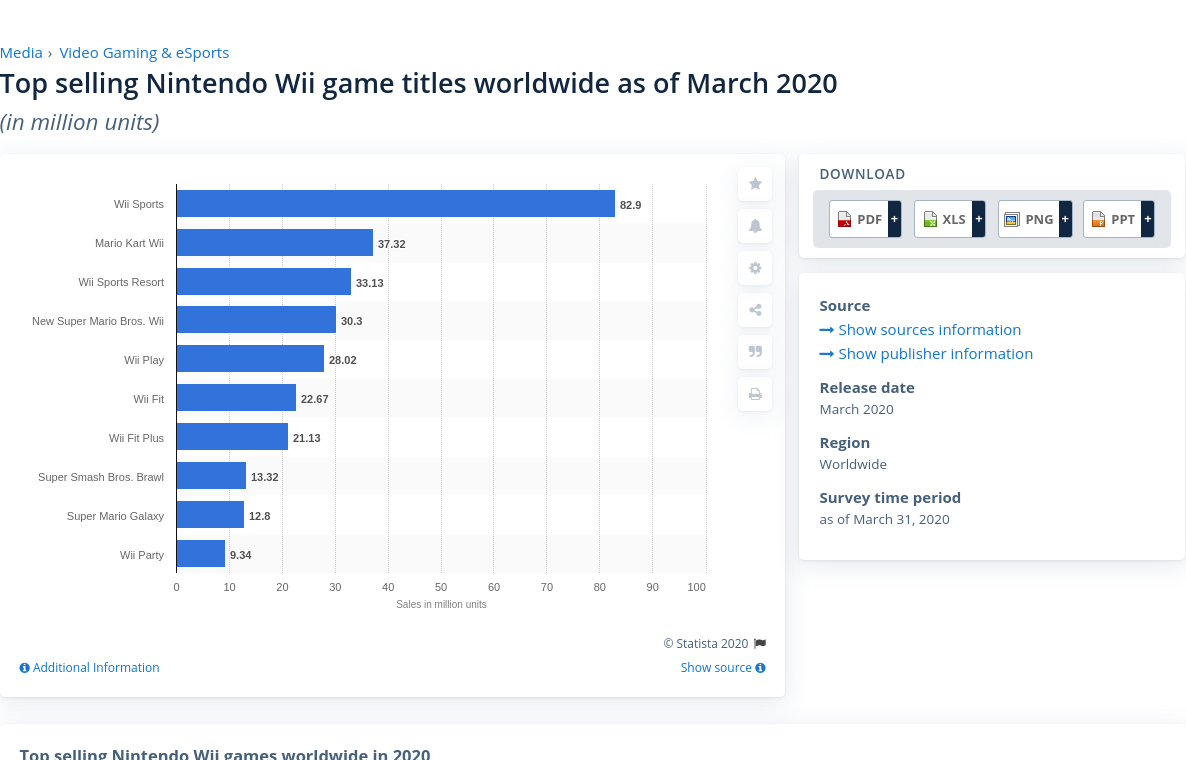 Media › Video Gaming & eSports
Top selling Nintendo Wii game titles worldwide as of March 2020
(in million units)
Wii Sports 82.9
Mario Kart Wii 37.32
Wii Sports Resort 33.13
New Super Mario Bros. Wii 30.3
Wii Play 28.02
Wii Fit 22.67
Wii Fit Plus 21.13
Super Smash Bros. Brawl 13.32
Super Mario Galaxy 12.8
Wii Party 9.34
0 10 20 30 40 50 60 70 80 90 100
Sales in million units
© Statista 2020
Additional Information
Show source
DOWNLOAD
PDF + XLS + PNG + PPT +
Source
Show sources information
Show publisher information
Release date
March 2020
Region
Worldwide
Survey time period
as of March 31, 2020
Top selling Nintendo Wii games worldwide in 2020